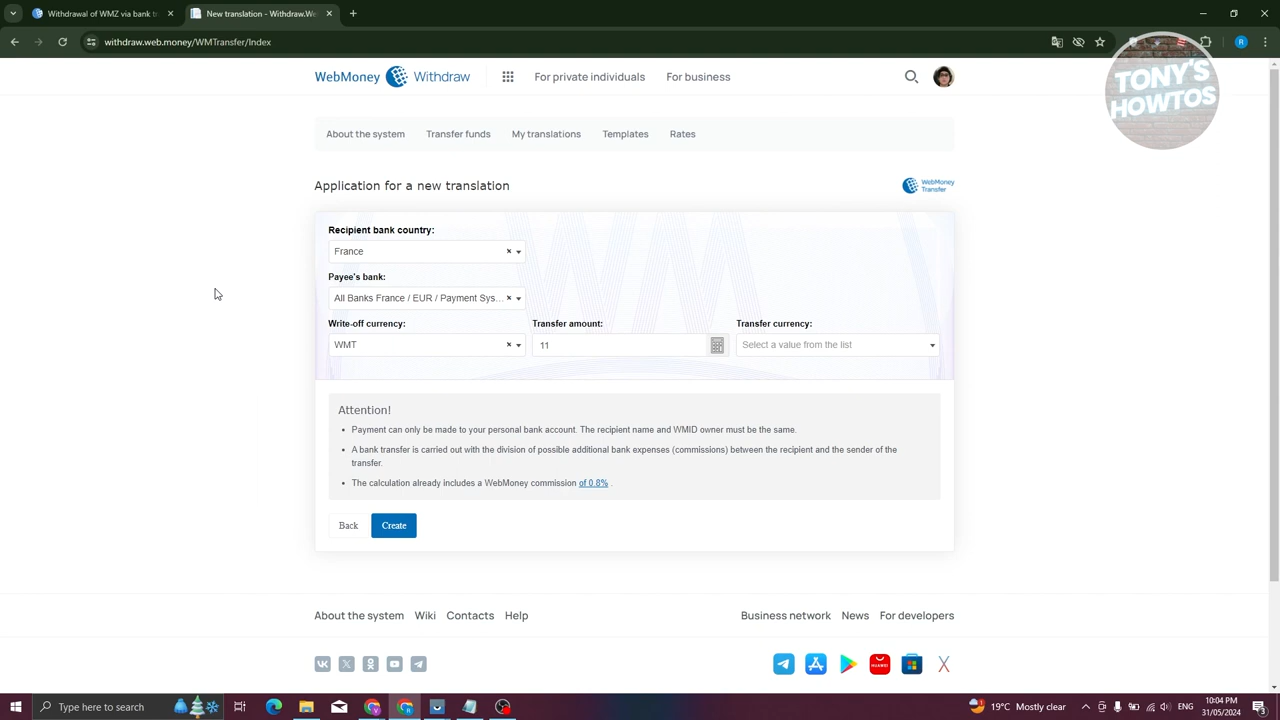 Withdrawal of WMZ via bank t
New translation - Withdraw.We
withdraw.web.money/WMTransfer/Index
R
WebMoney Withdraw
For private individuals
For business
TONY'S
HOWTOS
About the system
Transfer funds
My translations
Templates
Rates
Application for a new translation
WebMoney
Transfer
Recipient bank country:
France
Payee's bank:
All Banks France / EUR / Payment Sys...
Write-off currency:
Transfer amount:
Transfer currency:
WMT
11
Select a value from the list
Attention!
Payment can only be made to your personal bank account. The recipient name and WMID owner must be the same.
A bank transfer is carried out with the division of possible additional bank expenses (commissions) between the recipient and the sender of the
transfer.
The calculation already includes a WebMoney commission of 0.8% .
Back
Create
About the system
Wiki
Contacts
Help
Business network
News
For developers
Type here to search
19°C Mostly clear
10:04 PM
31/05/2024